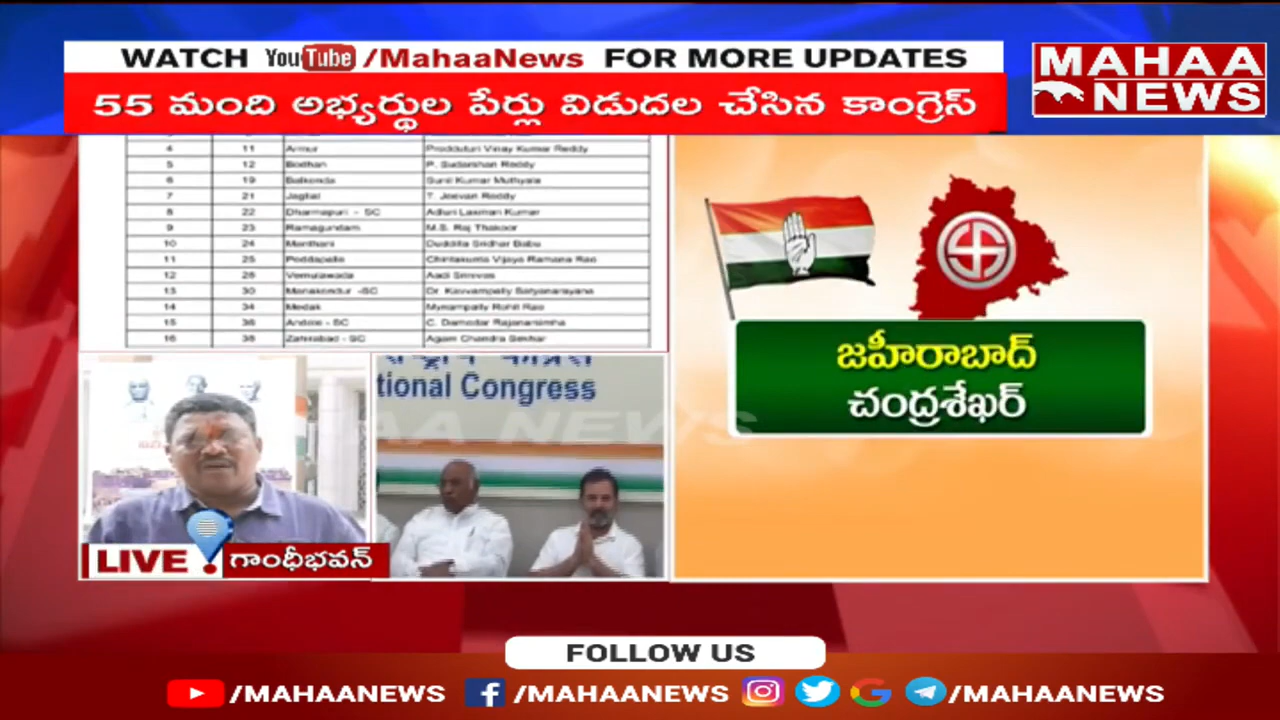 WATCH YouTube /MahaaNews FOR MORE UPDATES
MAHAA
NEWS
55 మంది అభ్యర్థుల పేర్లు విడుదల చేసిన కాంగ్రెస్
4 11 Armur Prodduturi Vinay Kumar Reddy
5 12 Bodhan P. Sudarshan Reddy
6 19 Balkonda Sunil Kumar Muthyala
7 21 Jagtial T. Jeevan Reddy
8 22 Dharmapuri - SC Adluri Laxman Kumar
9 23 Ramagundam M.S. Raj Thakoor
10 24 Manthani Duddilla Sridhar Babu
11 25 Peddapalle Chintakunta Vijaya Ramana Rao
12 28 Vemulawada Aadi Srinivas
13 30 Manakondur -SC Dr. Kavvampally Satyanarayana
14 34 Medak Mynampally Rohit Rao
15 36 Andole - SC C. Damodar Rajanarsimha
16 38 Zahirabad - SC Agam Chandra Sekhar
జహీరాబాద్
చంద్రశేఖర్
tional Congress
LIVE గాంధీభవన్
FOLLOW US
/MAHAANEWS /MAHAANEWS /MAHAANEWS